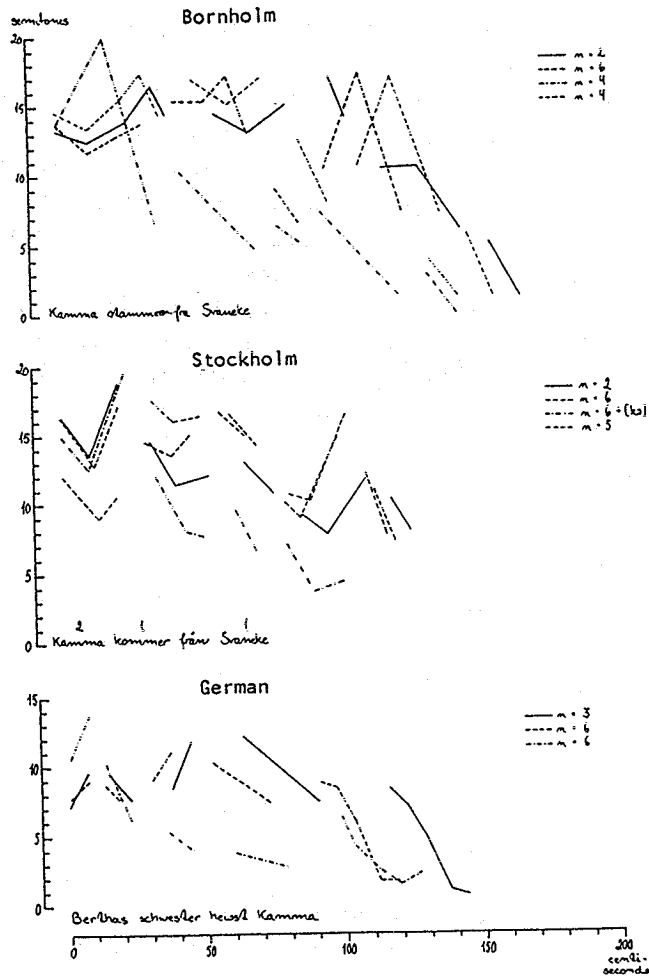 semitones
Bornholm
20
15
10
5
0
n = 2
n = 6
n = 4
n = 4
Kamma stammer fra Svaneke
Stockholm
20
15
10
5
0
n = 2
n = 6
n = 6 ÷ (ks)
n = 5
2 1 1
Kamma kommer från Svaneke
German
15
10
5
0
n = 3
n = 6
n = 6
Berthas schwester heisst Kamma
0 50 100 150 200
centi-
seconds